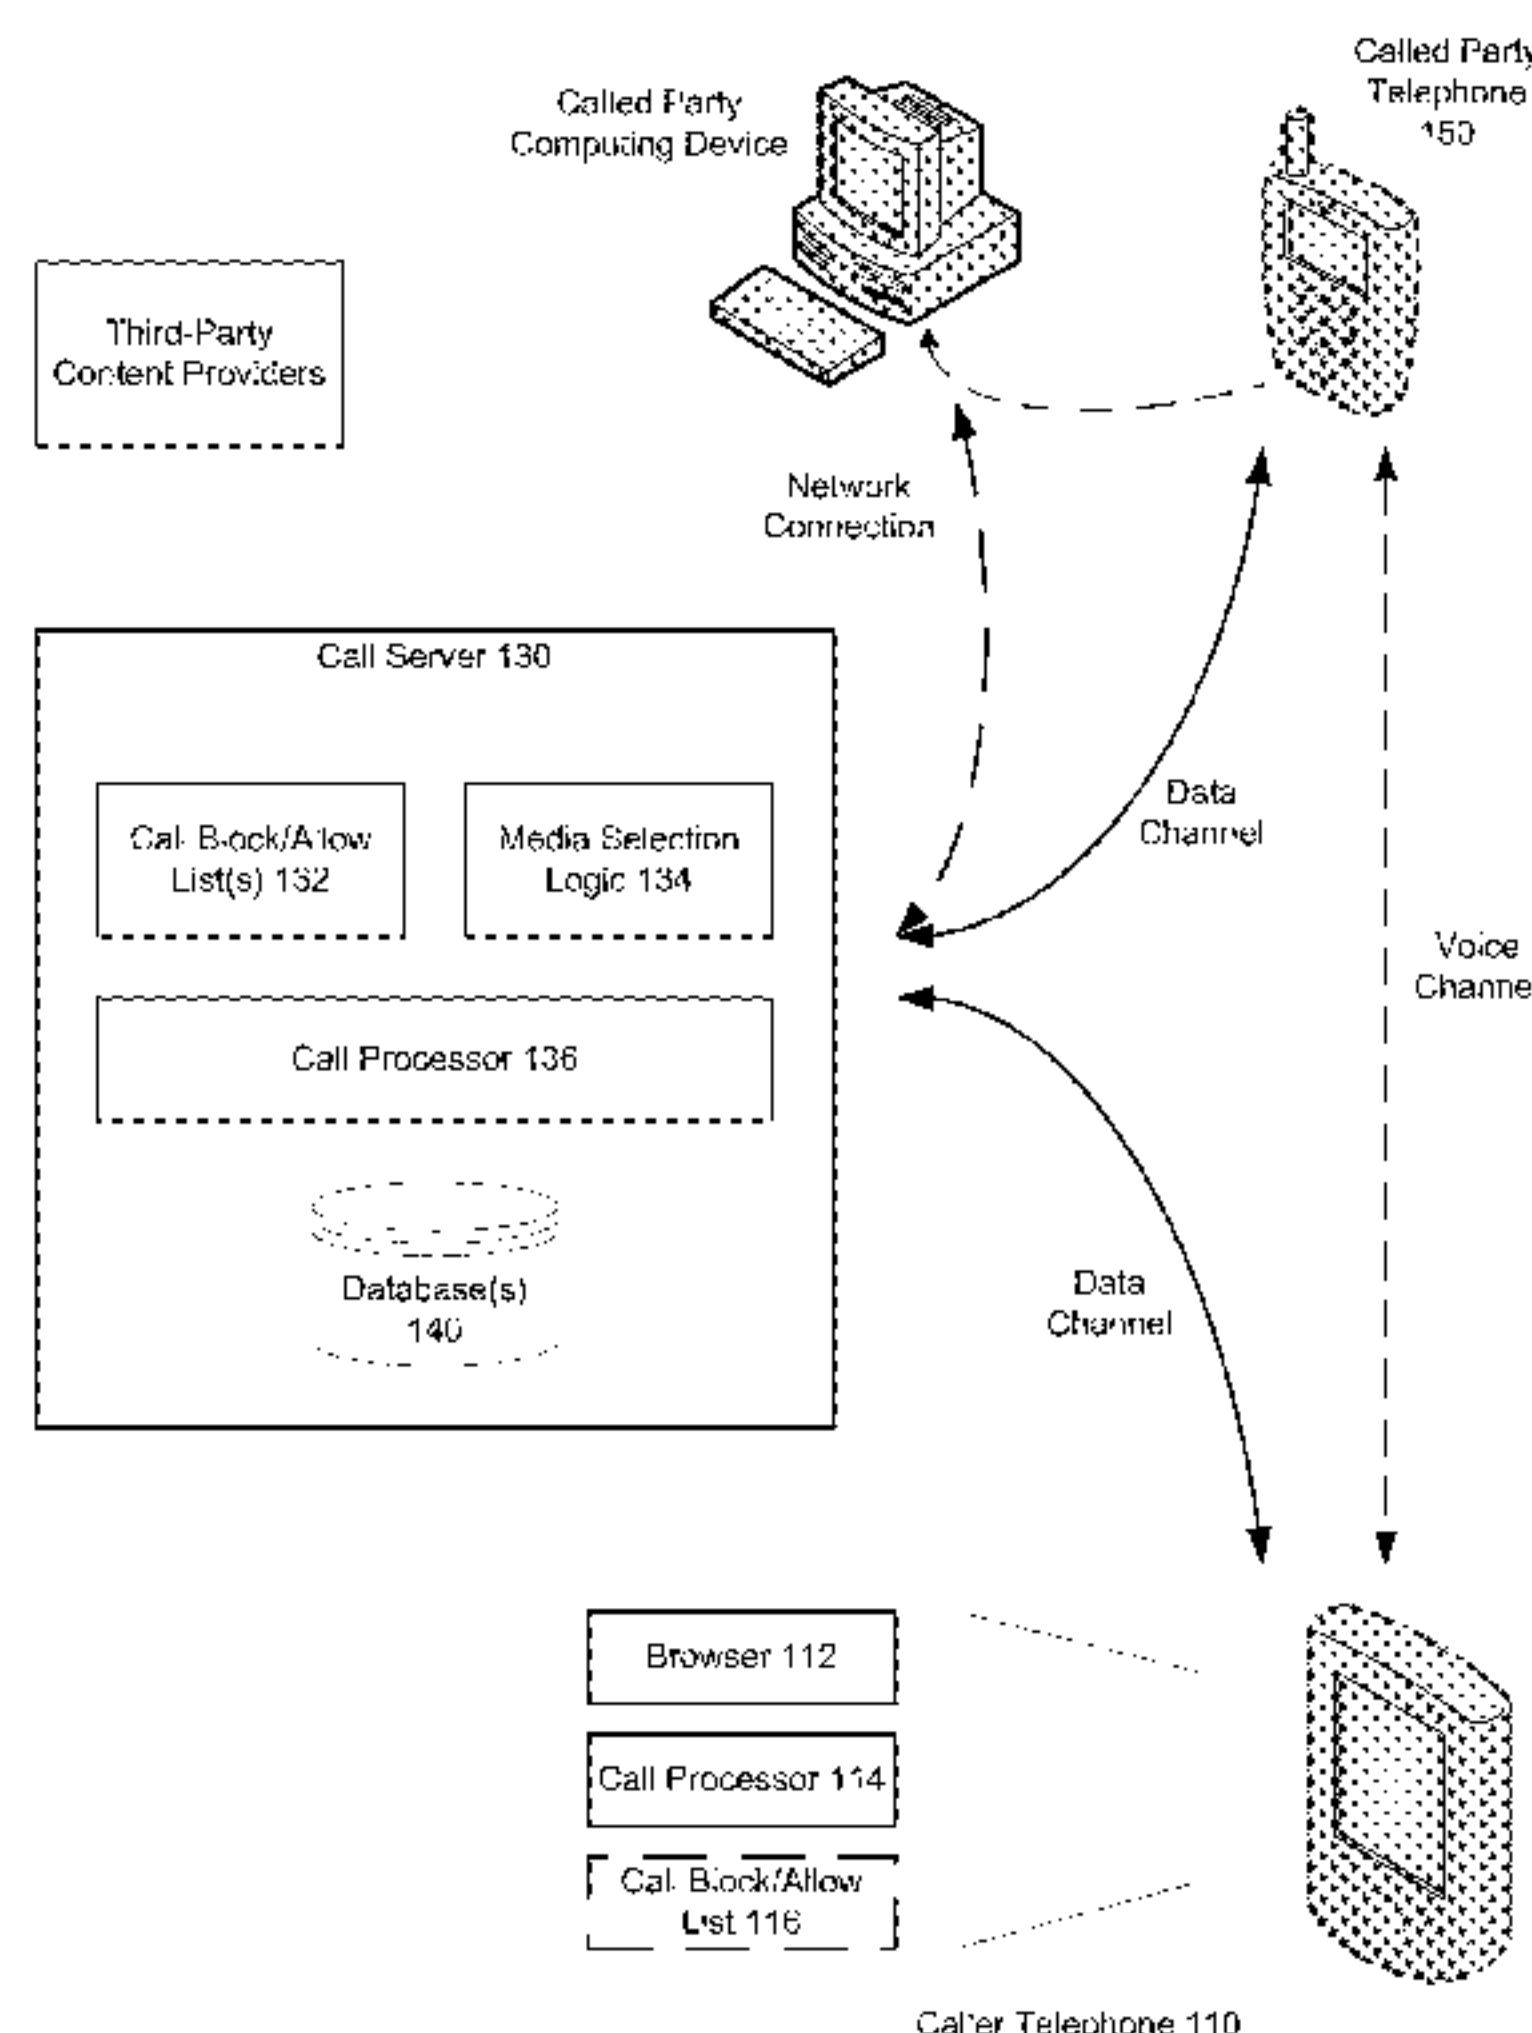 Called Party
Telephone
150
Called Party
Computing Device
Third-Party
Content Providers
Network
Connection
Call Server 130
Call Block/Allow
List(s) 132
Media Selection
Logic 134
Data
Channel
Voice
Channe
Call Processor 136
Database(s)
140
Data
Channel
Browser 112
Call Processor 114
Call Block/Allow
List 116
Caller Telephone 110